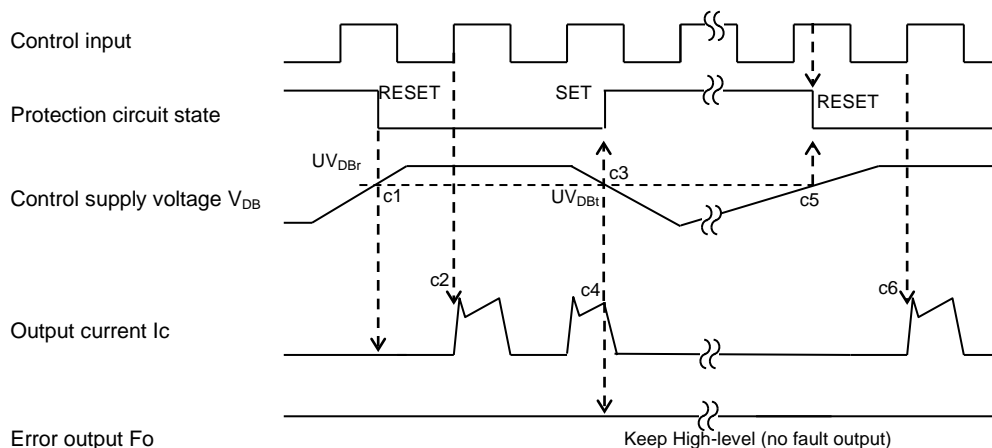 Control input
RESET
SET
RESET
Protection circuit state
UVDBr
c1
c3
Control supply voltage VDB
UVDBt
c5
c2
c4
c6
Output current Ic
Error output Fo
Keep High-level (no fault output)